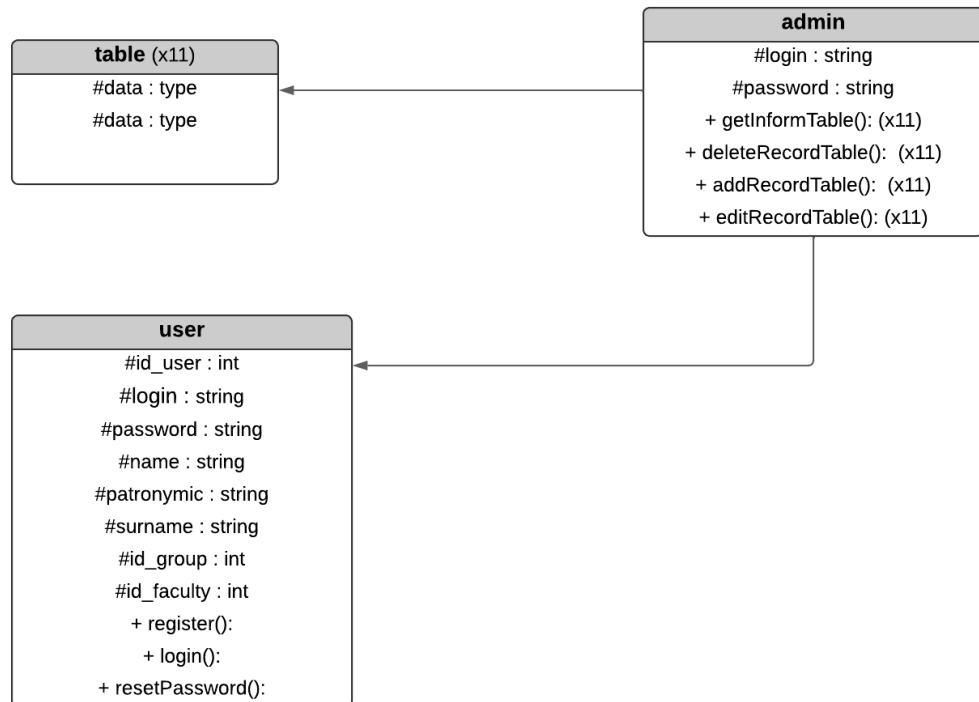 table (x11)
#data : type
#data : type
admin
#login : string
#password : string
+ getInformTable(): (x11)
+ deleteRecordTable():  (x11)
+ addRecordTable():  (x11)
+ editRecordTable(): (x11)
user
#id_user : int
#login : string
#password : string
#name : string
#patronymic : string
#surname : string
#id_group : int
#id_faculty : int
+ register():
+ login():
+ resetPassword():